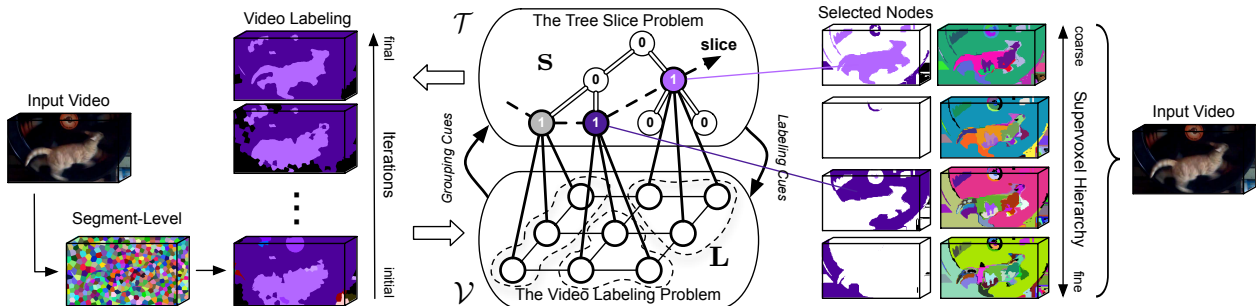 Input Video
Segment-Level
Video Labeling
final
Iterations
initial
𝒯
The Tree Slice Problem
S
slice
0
0
1
1
1
0
0
Grouping Cues
Labeling Cues
L
𝒱
The Video Labeling Problem
Selected Nodes
coarse
Supervoxel Hierarchy
fine
Input Video